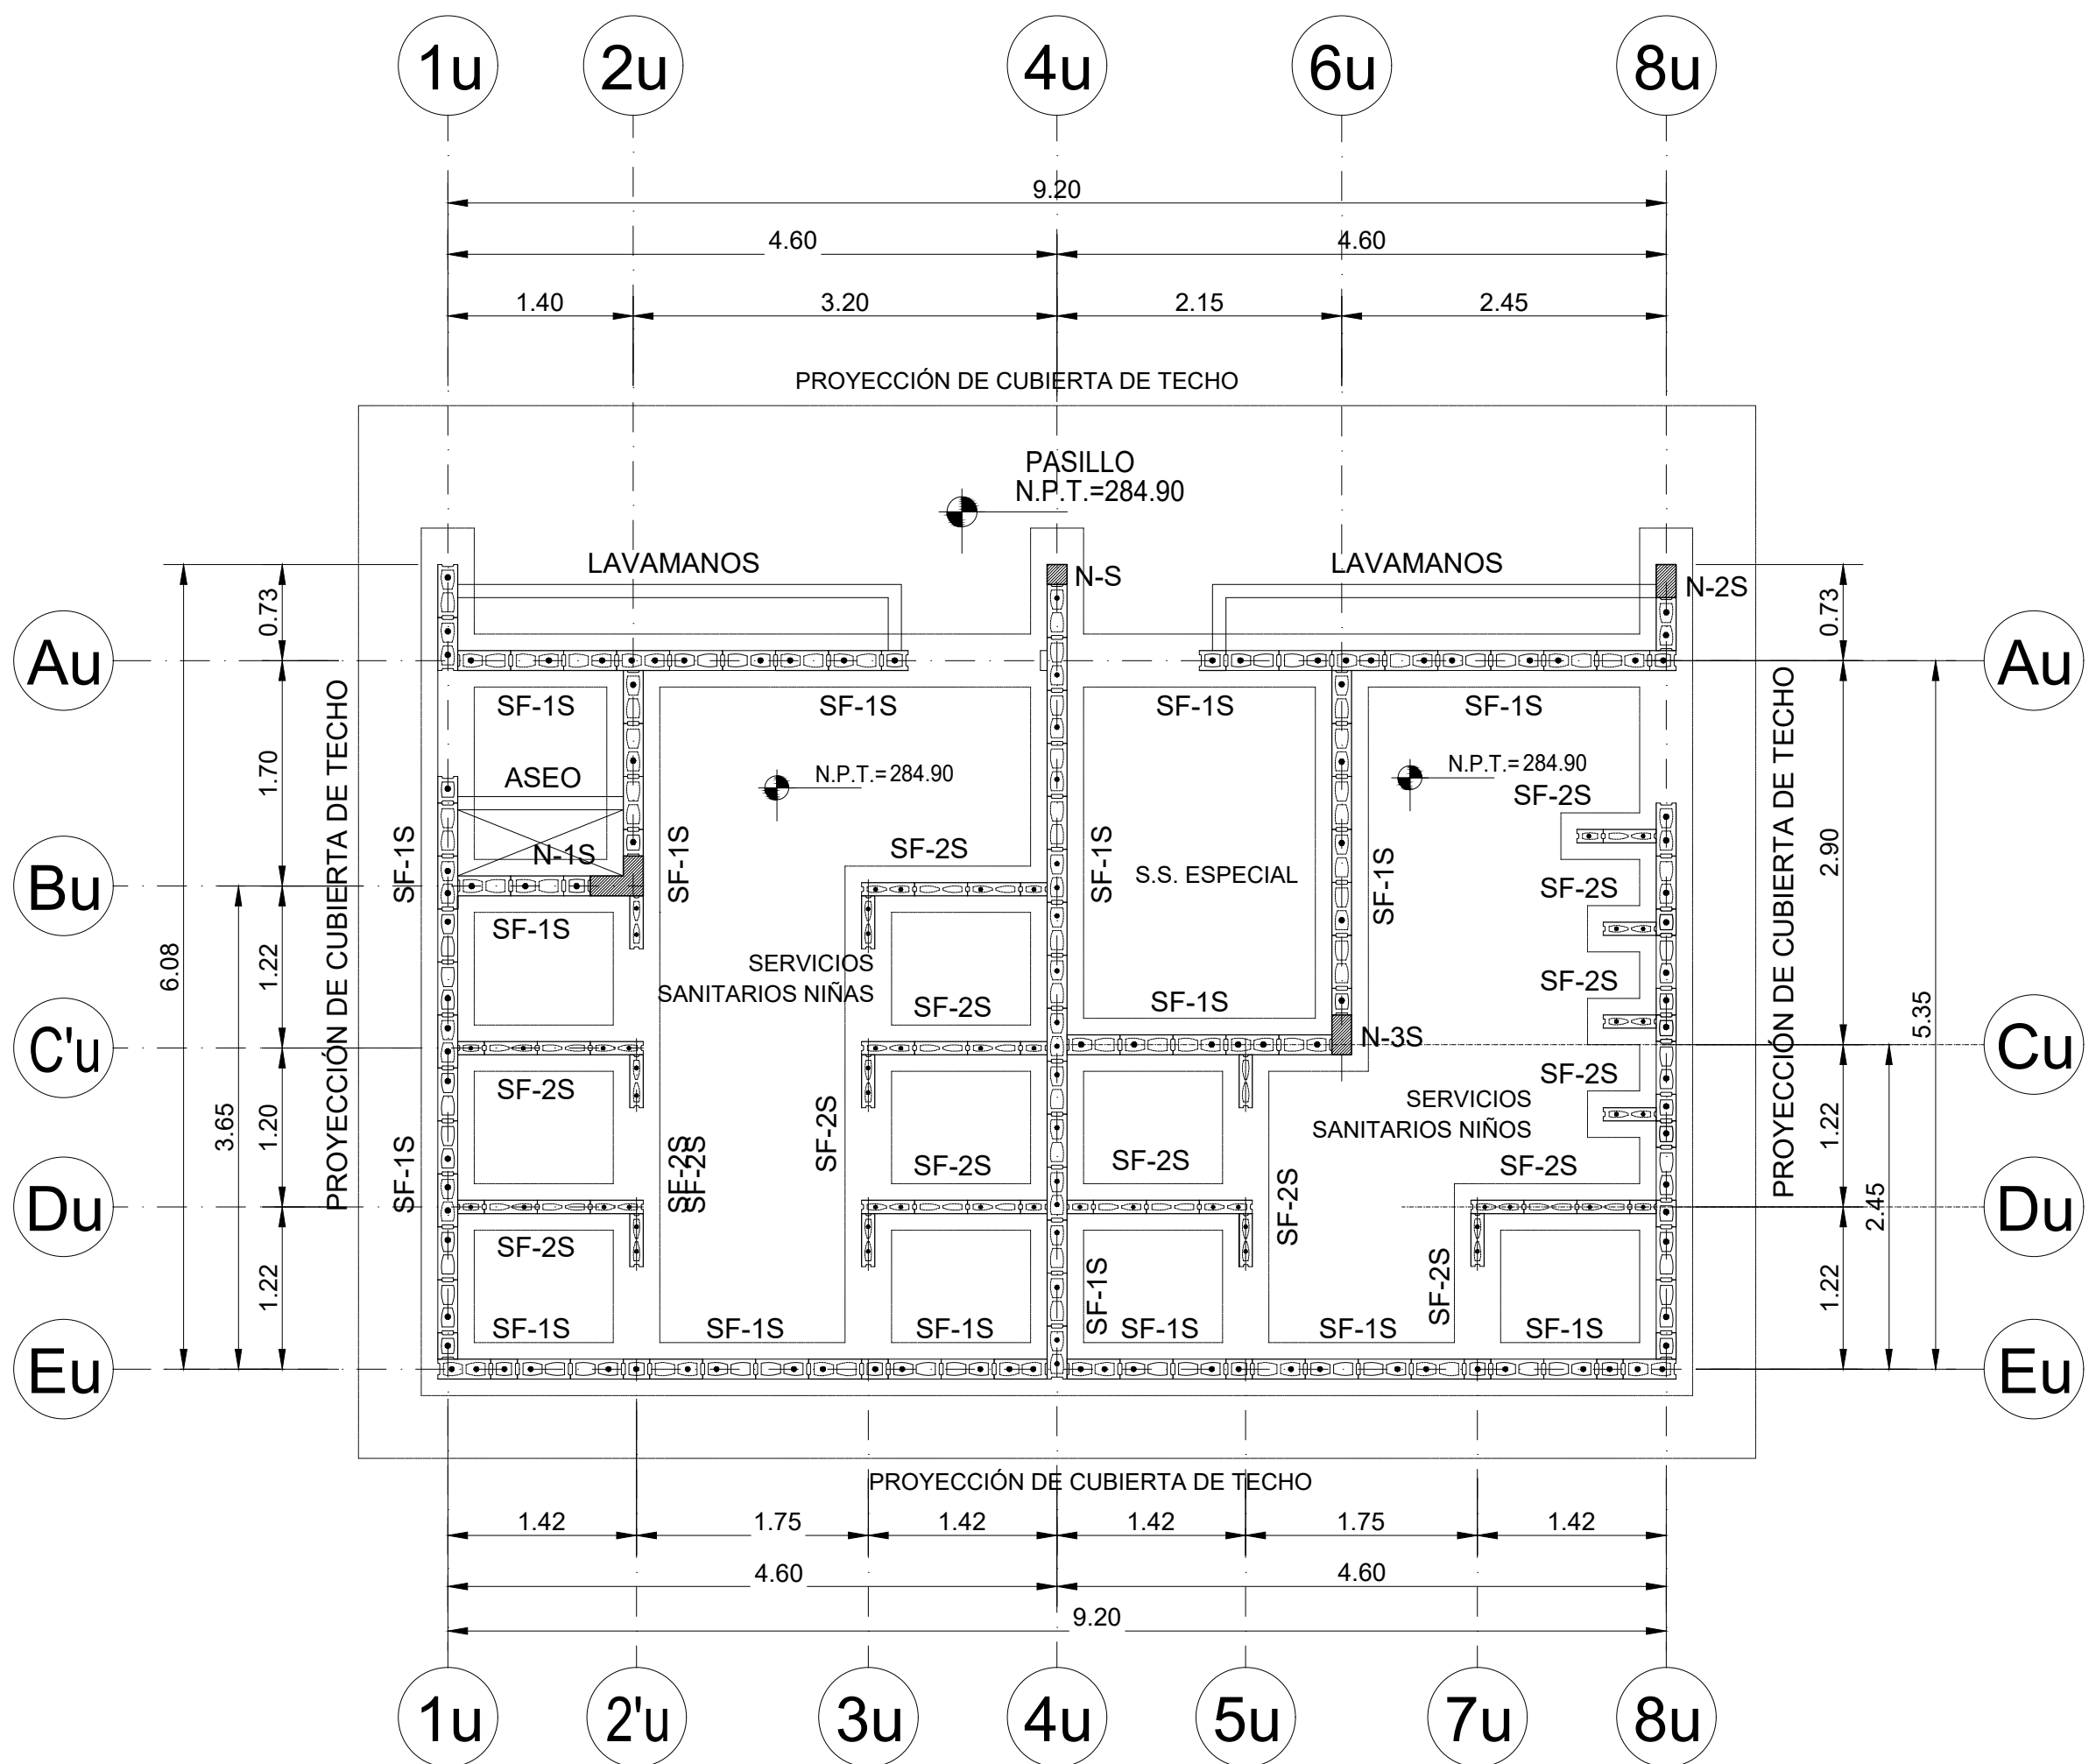 1u
2u
4u
6u
8u
9.20
4.60
4.60
1.40
3.20
2.15
2.45
PROYECCIÓN DE CUBIERTA DE TECHO
PASILLO
N.P.T.=284.90
LAVAMANOS
N-S
LAVAMANOS
N-2S
0.73
0.73
Au
Au
SF-1S
SF-1S
SF-1S
SF-1S
1.70
PROYECCIÓN DE CUBIERTA DE TECHO
ASEO
N.P.T.=284.90
N.P.T.=284.90
SF-2S
PROYECCIÓN DE CUBIERTA DE TECHO
2.90
N-1S
SF-1S
SF-1S
SF-2S
SF-1S
S.S. ESPECIAL
SF-1S
SF-2S
Bu
SF-1S
6.08
1.22
SERVICIOS
SANITARIOS NIÑAS
SF-2S
SF-1S
SF-2S
5.35
C'u
N-3S
Cu
SF-2S
SF-2S
SERVICIOS
SANITARIOS NIÑOS
3.65
1.20
SF-1S
SF-2S
SF-2S
SF-2S
SF-2S
SF-2S
SF-2S
SF-2S
1.22
2.45
Du
Du
SF-2S
SF-1S
SF-2S
1.22
1.22
SF-1S
SF-1S
SF-1S
SF-1S
SF-1S
SF-1S
Eu
Eu
PROYECCIÓN DE CUBIERTA DE TECHO
1.42
1.75
1.42
1.42
1.75
1.42
4.60
4.60
9.20
1u
2'u
3u
4u
5u
7u
8u